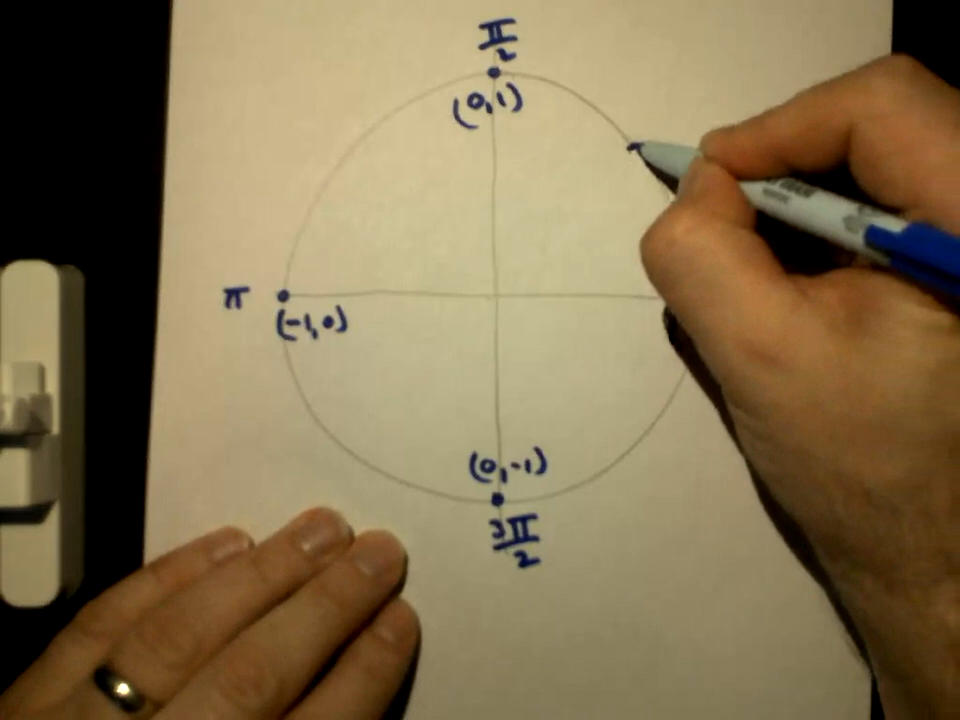 π/2
(0,1)
π
(-1,0)
(0,-1)
3π/2